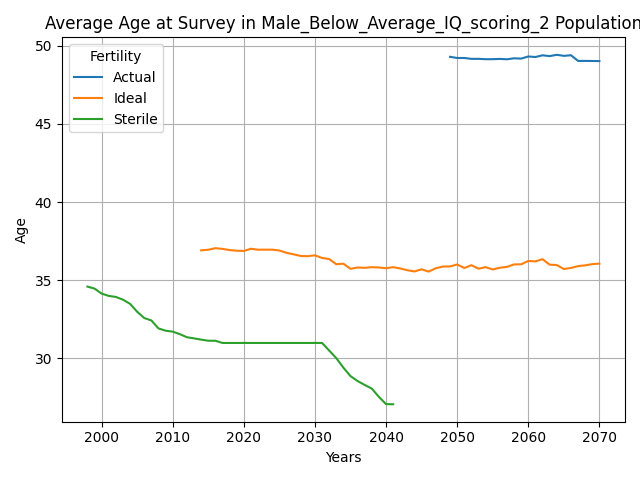 Average Age at Survey in Male_Below_Average_IQ_scoring_2 Population
Fertility
Actual
Ideal
Sterile
50
45
40
35
30
Age
2000 2010 2020 2030 2040 2050 2060 2070
Years